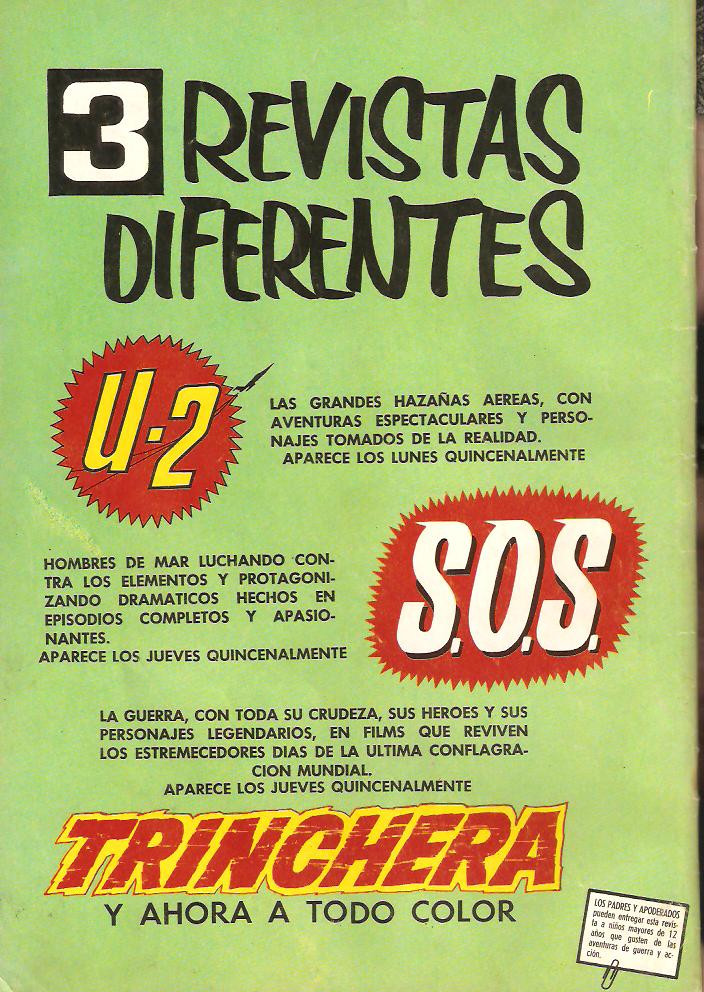 3 REVISTAS
DIFERENTES
U-2
LAS GRANDES HAZAÑAS AEREAS, CON
AVENTURAS ESPECTACULARES Y PERSO-
NAJES TOMADOS DE LA REALIDAD.
APARECE LOS LUNES QUINCENALMENTE
S.O.S.
HOMBRES DE MAR LUCHANDO CON-
TRA LOS ELEMENTOS Y PROTAGONI-
ZANDO DRAMATICOS HECHOS EN
EPISODIOS COMPLETOS Y APASIO-
NANTES.
APARECE LOS JUEVES QUINCENALMENTE
LA GUERRA, CON TODA SU CRUDEZA, SUS HEROES Y SUS
PERSONAJES LEGENDARIOS, EN FILMS QUE REVIVEN
LOS ESTREMECEDORES DIAS DE LA ULTIMA CONFLAGRA-
CION MUNDIAL.
APARECE LOS JUEVES QUINCENALMENTE
TRINCHERA
Y AHORA A TODO COLOR
LOS PADRES Y APODERADOS
pueden entregar esta revis-
ta a niños mayores de 12
años que gusten de las
aventuras de guerra y ac-
ción.